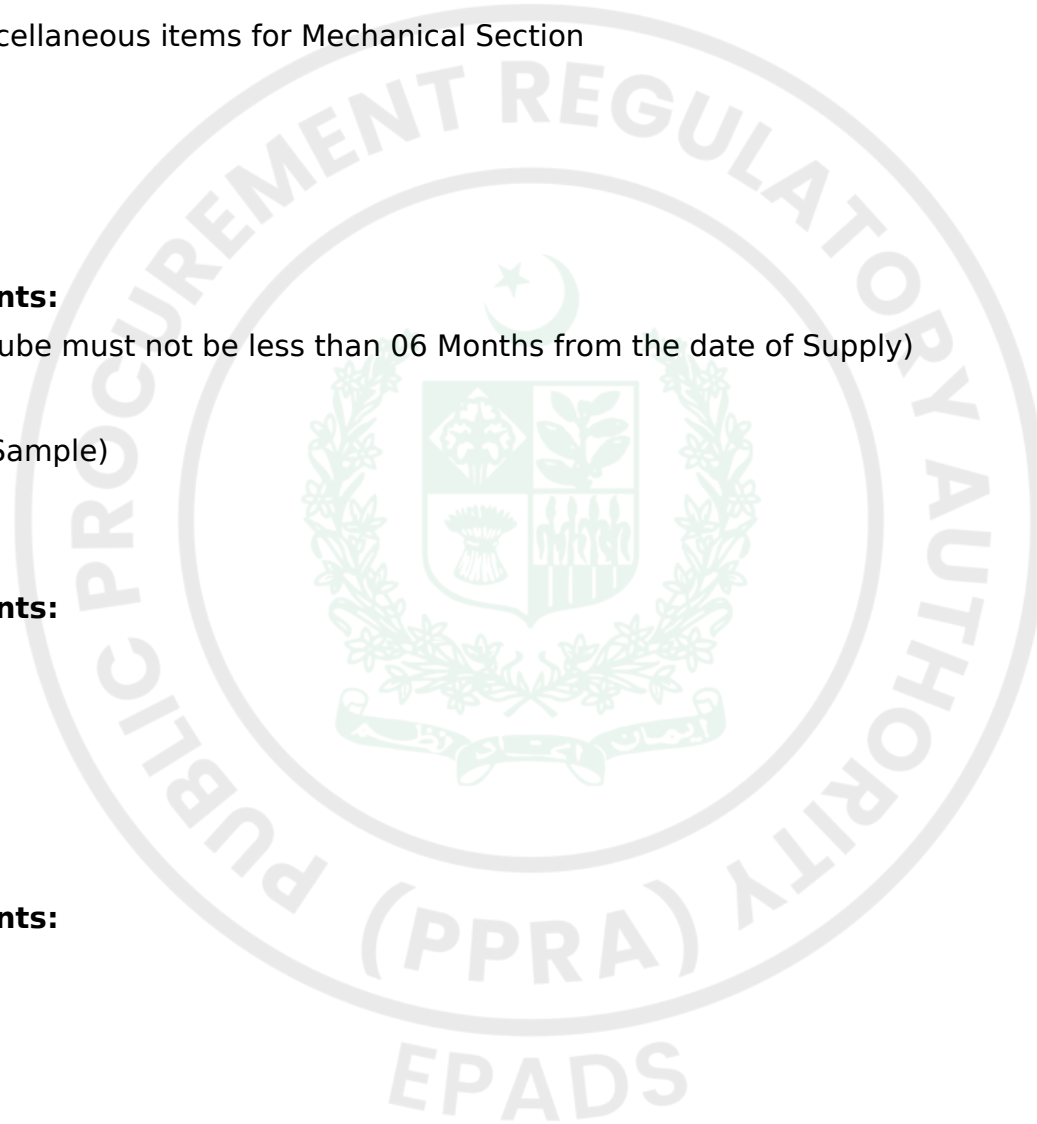 cellaneous items for Mechanical Section
nts:
ube must not be less than 06 Months from the date of Supply)
Sample)
nts:
nts:
PUBLIC PROCUREMENT REGULATORY AUTHORITY
(PPRA)
EPADS